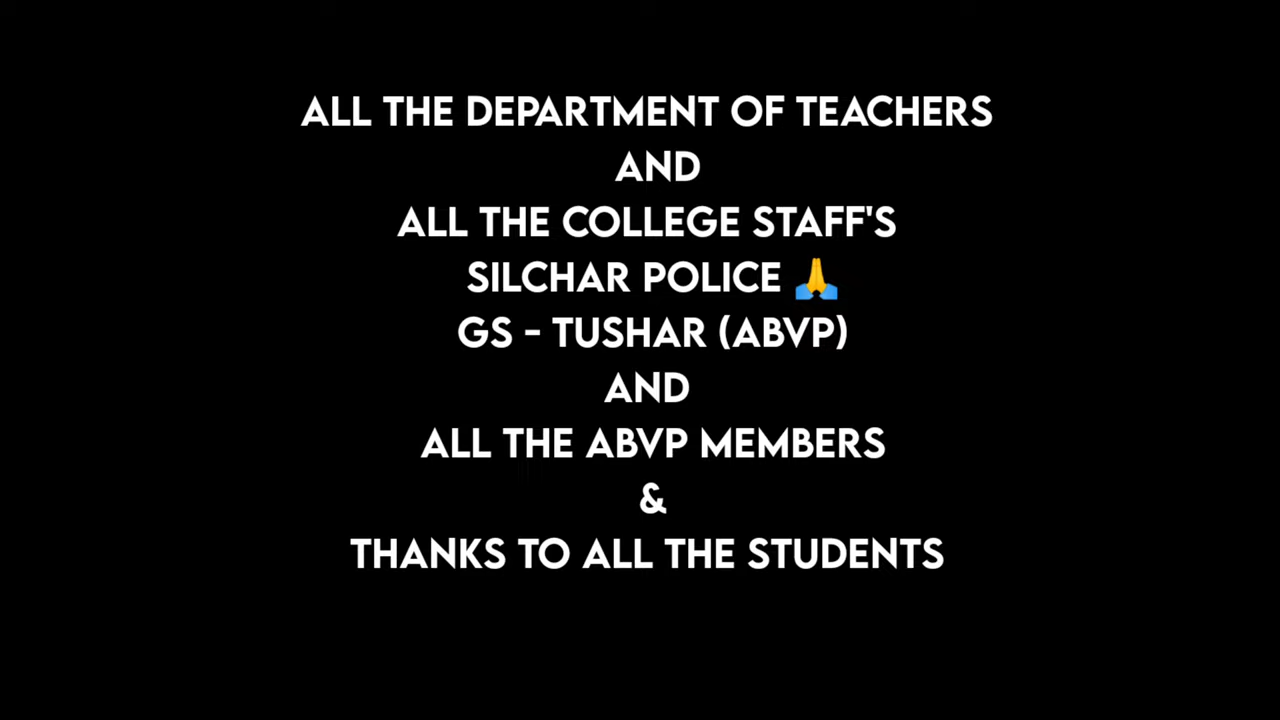 ALL THE DEPARTMENT OF TEACHERS
AND
ALL THE COLLEGE STAFF'S
SILCHAR POLICE 🙏
GS - TUSHAR (ABVP)
AND
ALL THE ABVP MEMBERS
&
THANKS TO ALL THE STUDENTS